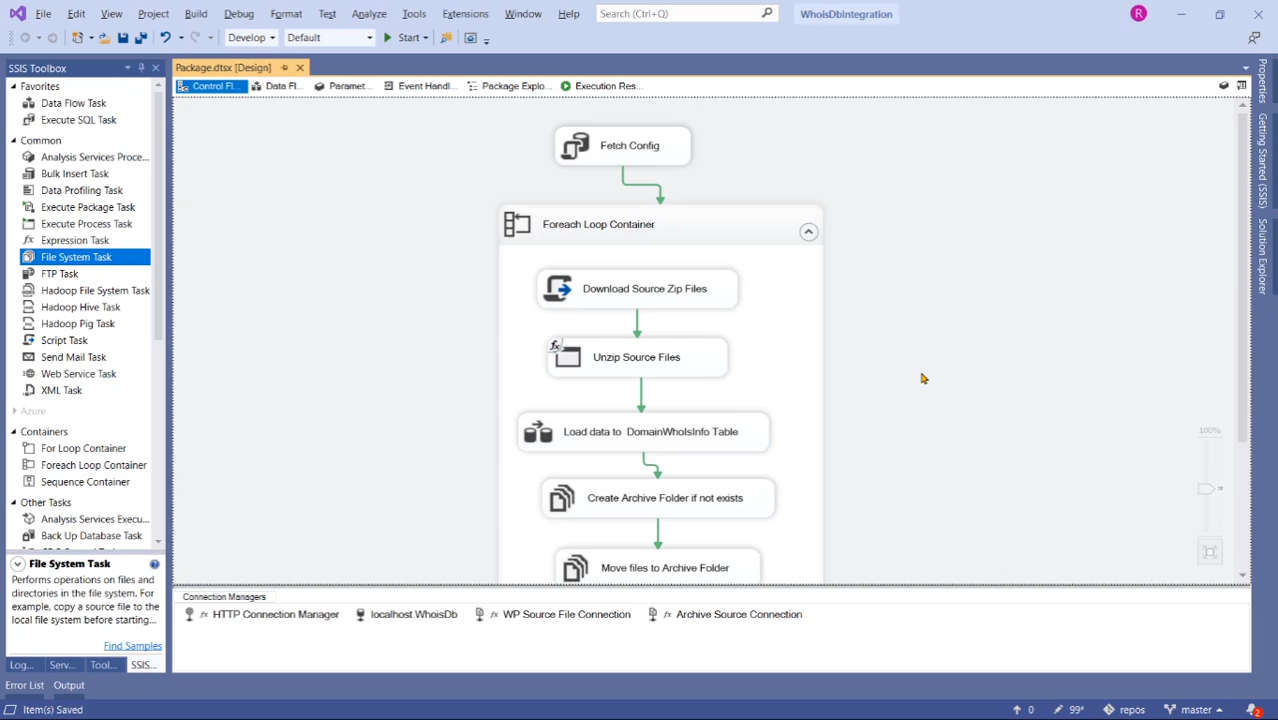 File Edit View Git Project Build Debug Format Test Analyze Tools Extensions Window Help Search (Ctrl+Q) WhoisDbIntegration R
Develop Default Start
SSIS Toolbox
Package.dtsx [Design]
Control Fl... Data Fl... Paramet... Event Handl... Package Explo... Execution Res...
Favorites
Data Flow Task
Execute SQL Task
Common
Analysis Services Proce...
Bulk Insert Task
Data Profiling Task
Execute Package Task
Execute Process Task
fx Expression Task
File System Task
FTP Task
Hadoop File System Task
Hadoop Hive Task
Hadoop Pig Task
Script Task
Send Mail Task
Web Service Task
XML Task
Azure
Containers
For Loop Container
Foreach Loop Container
Sequence Container
Other Tasks
Analysis Services Execu...
Back Up Database Task
File System Task
Performs operations on files and
directories in the file system. For
example, copy a source file to the
local file system before starting...
Find Samples
Log... Serv... Tool... SSIS...
Fetch Config
Foreach Loop Container
Download Source Zip Files
fx
Unzip Source Files
Load data to DomainWhoIsInfo Table
Create Archive Folder if not exists
Move files to Archive Folder
100%
Connection Managers
fx HTTP Connection Manager localhost.WhoisDb fx WP Source File Connection fx Archive Source Connection
Properties
Getting Started (SSIS)
Solution Explorer
Error List Output
Item(s) Saved 0 99* repos master 2